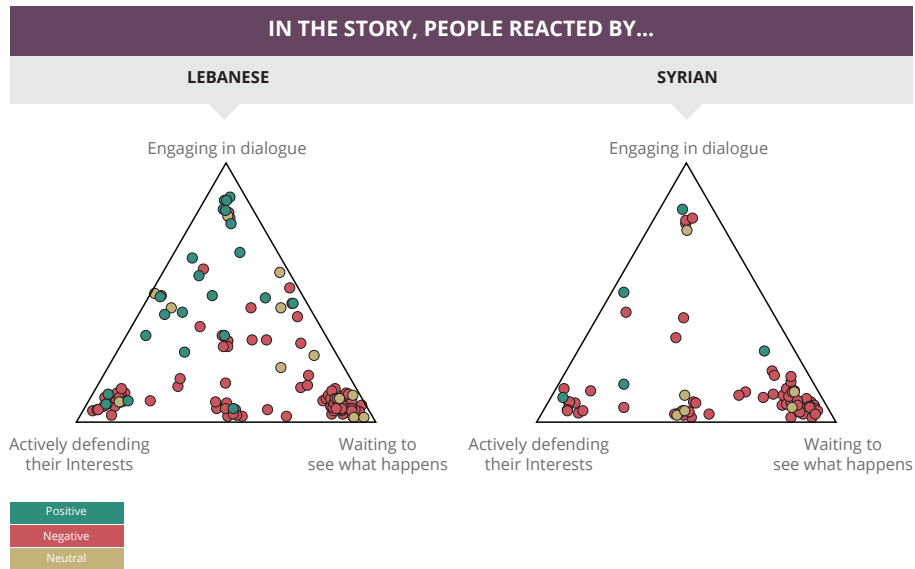 IN THE STORY, PEOPLE REACTED BY...
LEBANESE
SYRIAN
Engaging in dialogue
Engaging in dialogue
Actively defending
their Interests
Waiting to
see what happens
Actively defending
their Interests
Waiting to
see what happens
Positive
Negative
Neutral